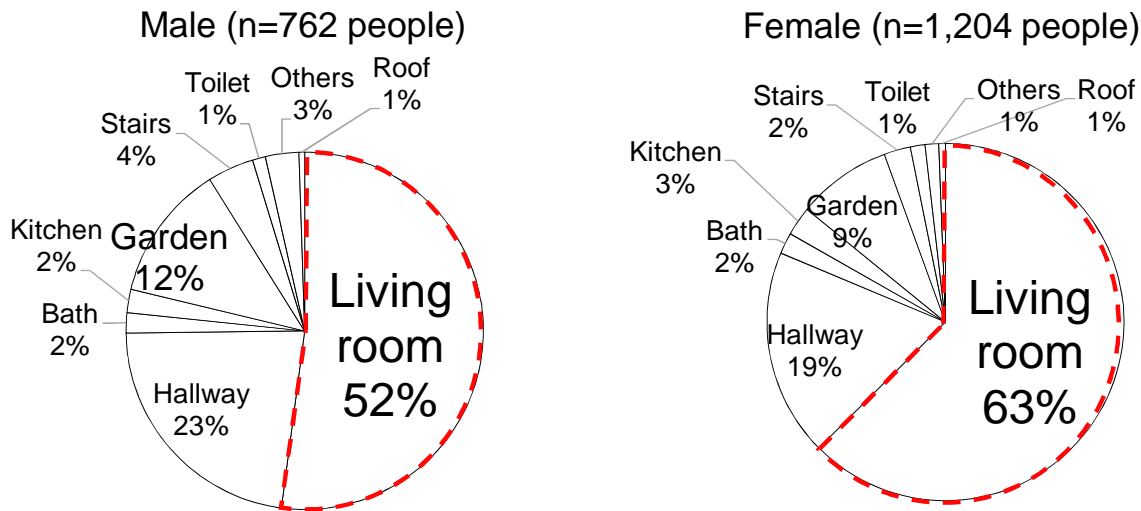 Male (n=762 people)
Roof
1%
Others
3%
Toilet
1%
Stairs
4%
Garden
12%
Kitchen
2%
Bath
2%
Hallway
23%
Living
room
52%
Female (n=1,204 people)
Roof
1%
Others
1%
Toilet
1%
Stairs
2%
Kitchen
3%
Garden
9%
Bath
2%
Hallway
19%
Living
room
63%